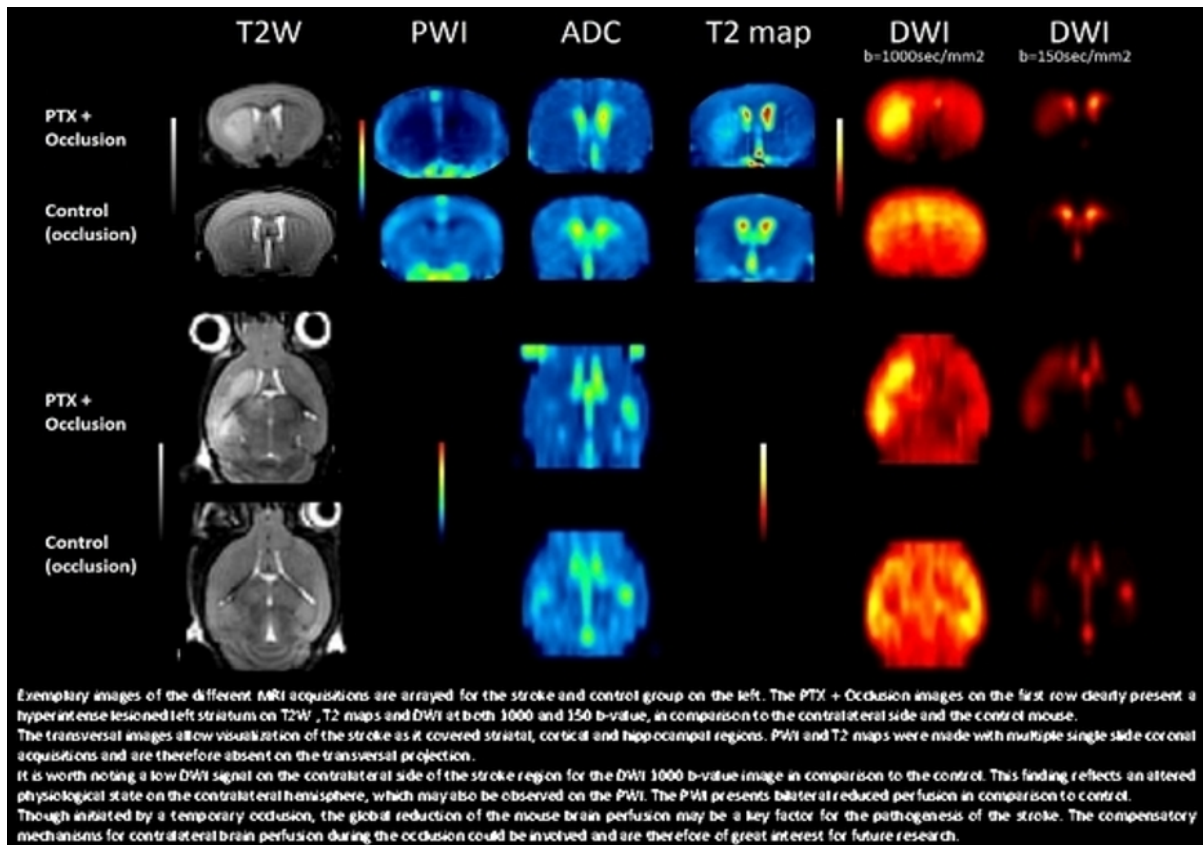 T2W PWI ADC T2 map DWI DWI
b=1000sec/mm2 b=150sec/mm2
PTX +
Occlusion
Control
(occlusion)
PTX +
Occlusion
Control
(occlusion)
Exemplary images of the different MRI acquisitions are arrayed for the stroke and control group on the left. The PTX + Occlusion images on the first row clearly present a
hyperintense lesioned left striatum on T2W , T2 maps and DWI at both 1000 and 150 b-value, in comparison to the contralateral side and the control mouse.
The transversal images allow visualization of the stroke as it covered striatal, cortical and hippocampal regions. PWI and T2 maps were made with multiple single slide coronal
acquisitions and are therefore absent on the transversal projection.
It is worth noting a low DWI signal on the contralateral side of the stroke region for the DWI 1000 b-value image in comparison to the control. This finding reflects an altered
physiological state on the contralateral hemisphere, which may also be observed on the PWI. The PWI presents bilateral reduced perfusion in comparison to control.
Though initiated by a temporary occlusion, the global reduction of the mouse brain perfusion may be a key factor for the pathogenesis of the stroke. The compensatory
mechanisms for contralateral brain perfusion during the occlusion could be involved and are therefore of great interest for future research.